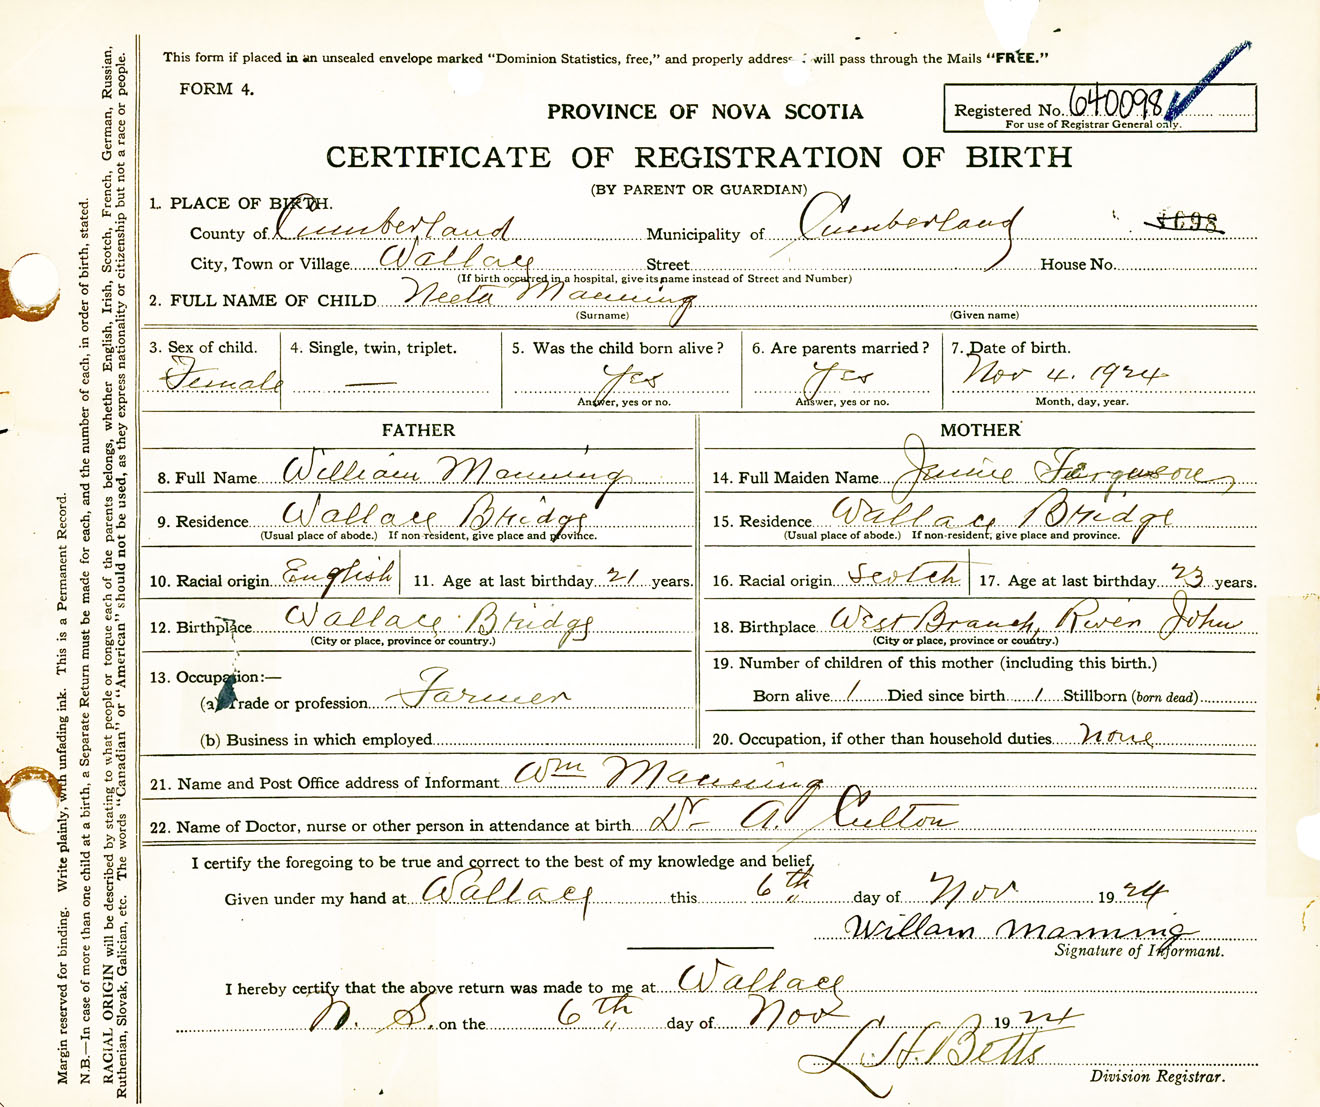 This form if placed in an unsealed envelope marked "Dominion Statistics, free," and properly addres will pass through the Mails "FREE."
FORM 4.
PROVINCE OF NOVA SCOTIA
Registered No. 640098
For use of Registrar General only.
CERTIFICATE OF REGISTRATION OF BIRTH
(BY PARENT OR GUARDIAN)
1. PLACE OF BIRTH.
County of Cumberland Municipality of Cumberland
City, Town or Village Wallace Street House No.
(If birth occurred in a hospital, give its name instead of Street and Number)
2. FULL NAME OF CHILD Neeta Manning
(Surname) (Given name)
3. Sex of child. 4. Single, twin, triplet. 5. Was the child born alive? 6. Are parents married? 7. Date of birth.
Female — Yes Yes Nov 4. 1924
Answer, yes or no. Answer, yes or no. Month, day, year.
FATHER
8. Full Name William Manning
9. Residence Wallace Bridge
(Usual place of abode.) If non-resident, give place and province.
10. Racial origin English 11. Age at last birthday 21 years.
12. Birthplace Wallace Bridge
(City or place, province or country.)
13. Occupation:—
(a) Trade or profession Farmer
(b) Business in which employed
MOTHER
14. Full Maiden Name Jennie Ferguson
15. Residence Wallace Bridge
(Usual place of abode.) If non-resident, give place and province.
16. Racial origin Scotch 17. Age at last birthday 23 years.
18. Birthplace West Branch, River John
(City or place, province or country.)
19. Number of children of this mother (including this birth.)
Born alive 1 Died since birth 1 Stillborn (born dead)
20. Occupation, if other than household duties None
21. Name and Post Office address of Informant Wm Manning
22. Name of Doctor, nurse or other person in attendance at birth Dr A.
I certify the foregoing to be true and correct to the best of my knowledge and belief,
Given under my hand at Wallace this 6th day of Nov 1924
Willam Manning
Signature of Informant.
I hereby certify that the above return was made to me at Wallace
N. S. on the 6th day of Nov 1924
L. H. Betts
Division Registrar.
Margin reserved for binding. Write plainly, with unfading ink. This is a Permanent Record.
N.B.—In case of more than one child at a birth, a Separate Return must be made for each, and the number of each, in order of birth, stated.
RACIAL ORIGIN will be described by stating to what people or tongue each of the parents belongs, whether English, Irish, Scotch, French, German, Russian,
Ruthenian, Slovak, Galician, etc. The words "Canadian" or "American" should not be used, as they express nationality or citizenship but not a race or people.